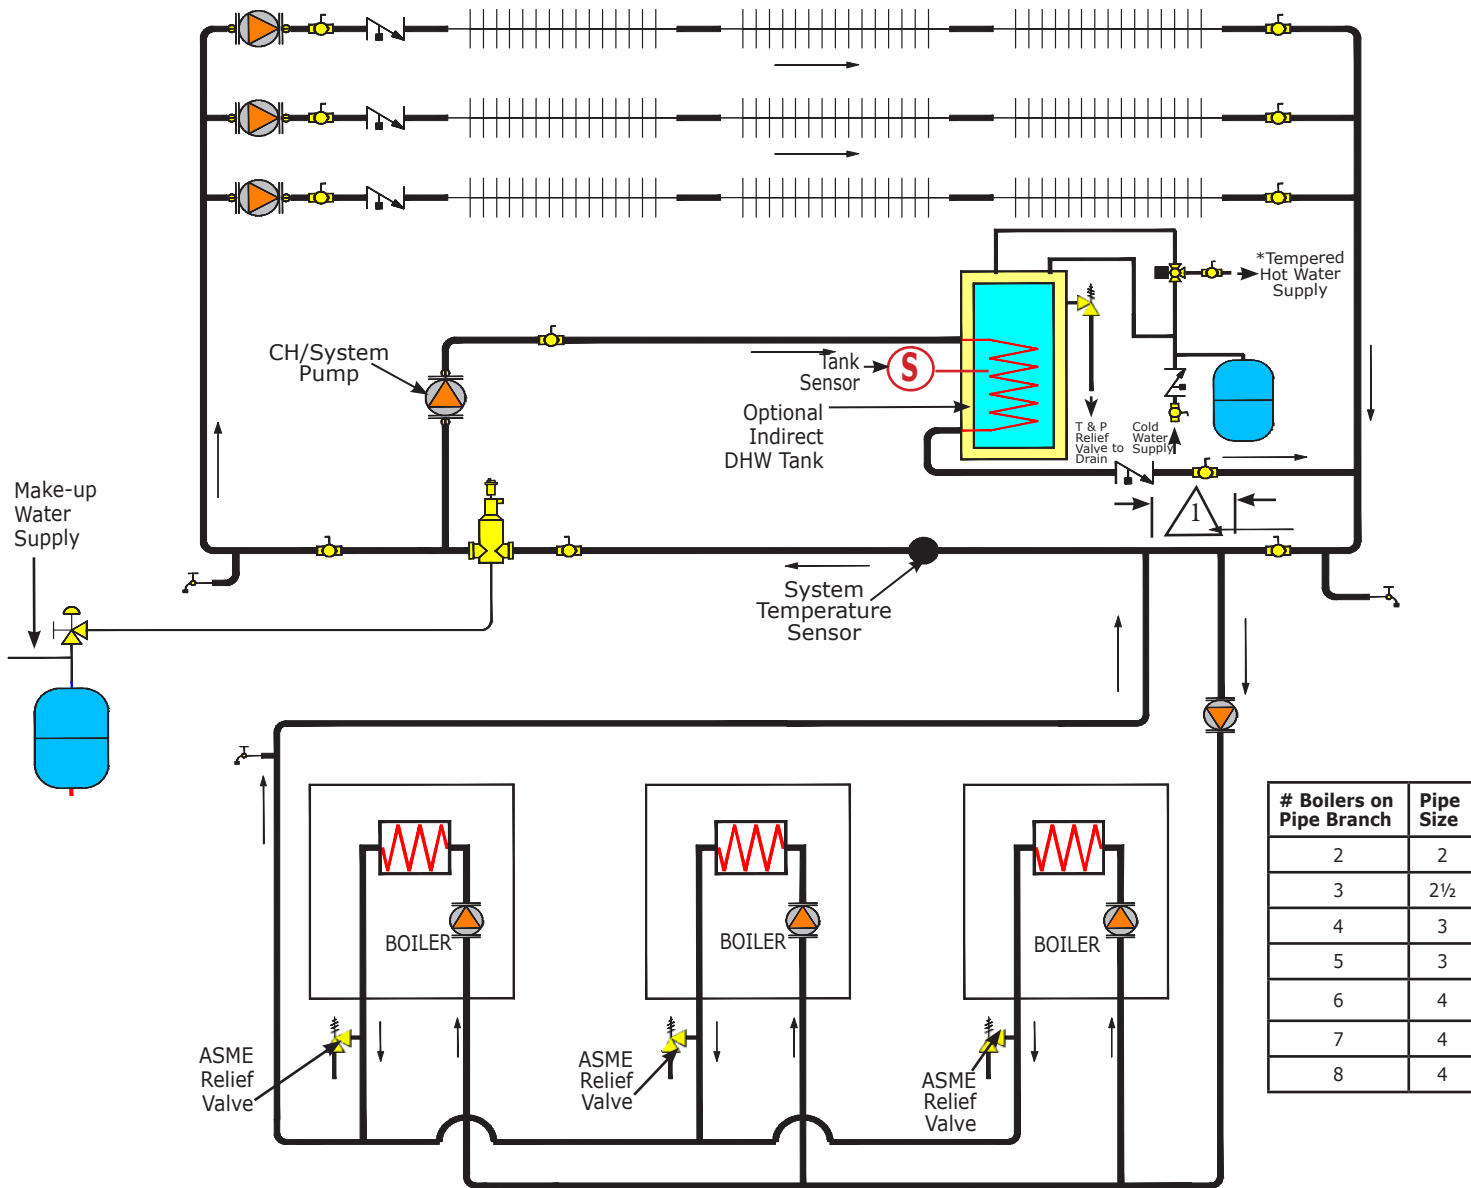 *Tempered
Hot Water
Supply
CH/System
Pump
Tank
Sensor
S
Optional
Indirect
DHW Tank
T & P
Relief
Valve to
Drain
Cold
Water
Supply
Make-up
Water
Supply
1
System
Temperature
Sensor
# Boilers on
Pipe Branch
Pipe
Size
2 2
3 2½
4 3
5 3
6 4
7 4
8 4
BOILER
BOILER
BOILER
ASME
Relief
Valve
ASME
Relief
Valve
ASME
Relief
Valve